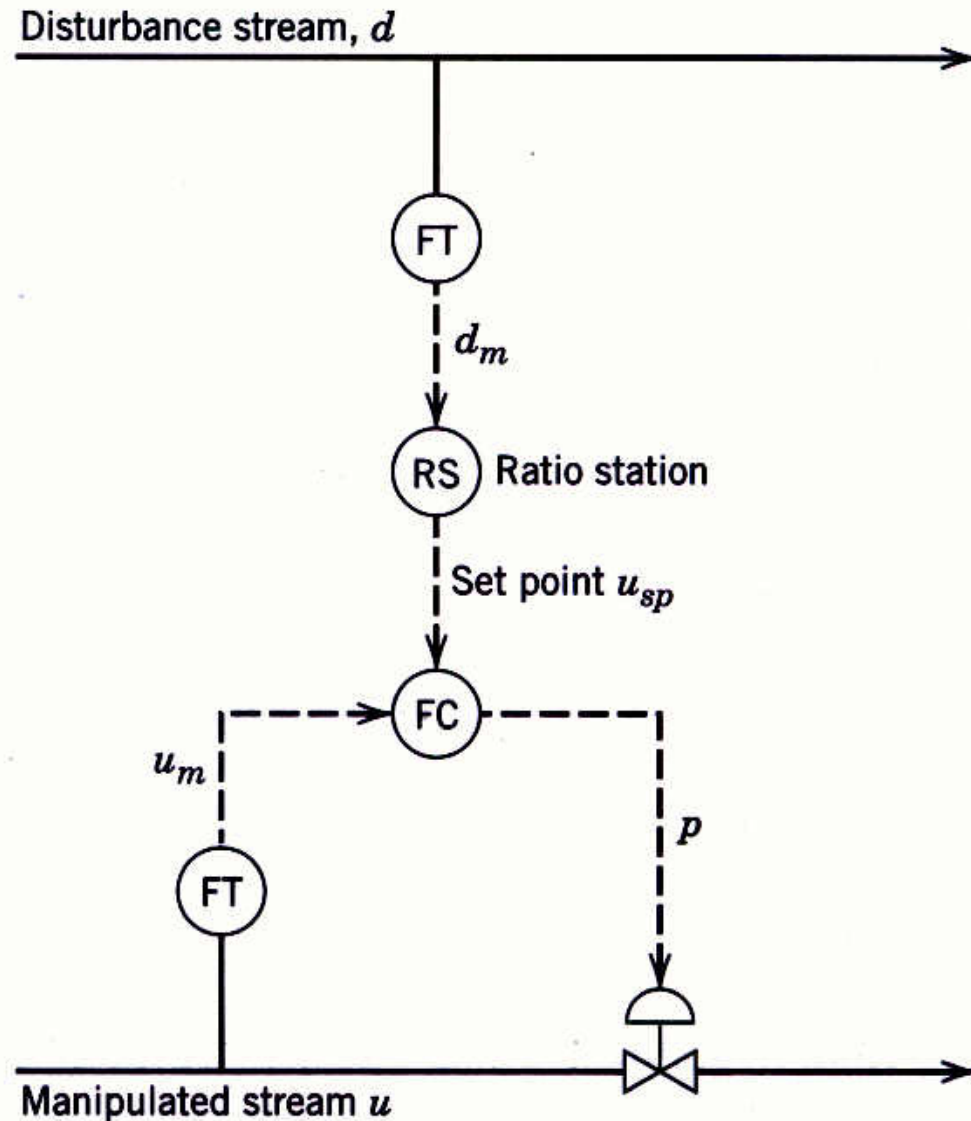 Disturbance stream, d
FT
d_m
RS Ratio station
Set point u_sp
FC
u_m
p
FT
Manipulated stream u